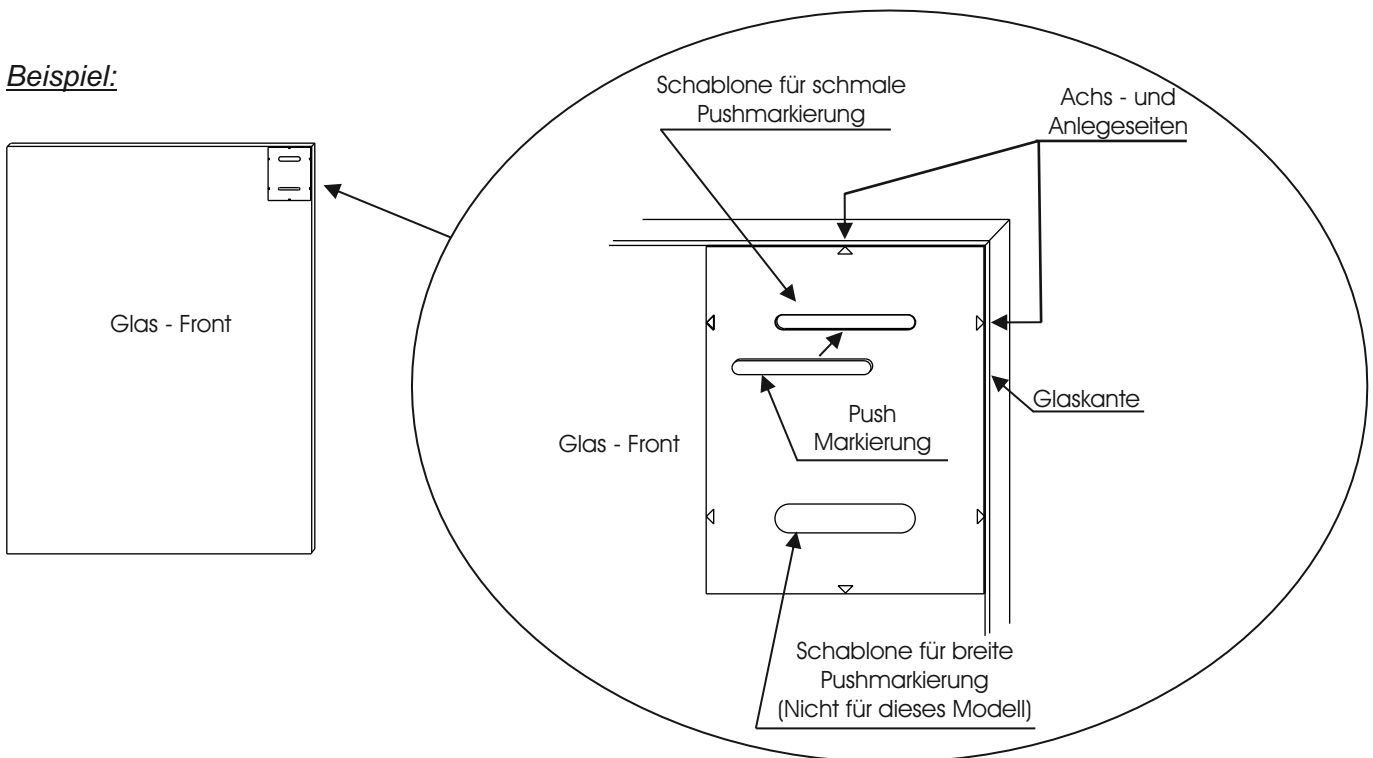 Beispiel:
Schablone für schmale
Pushmarkierung
Achs - und
Anlegeseiten
Glas - Front
Glaskante
Push
Markierung
Glas - Front
Schablone für breite
Pushmarkierung
(Nicht für dieses Modell)